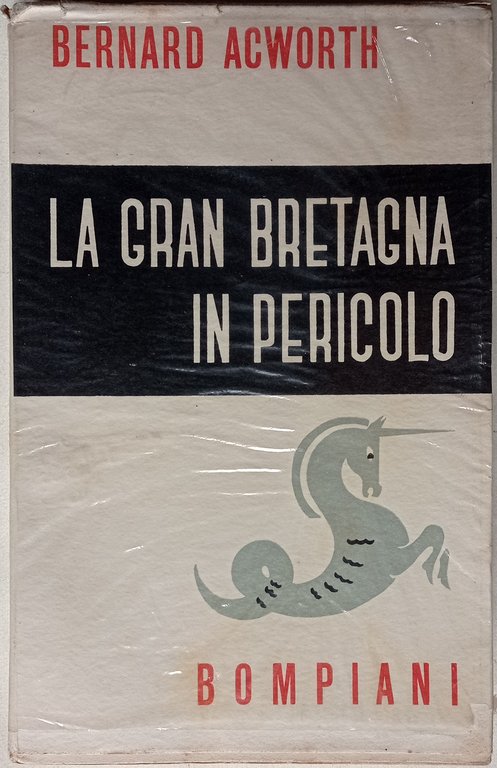 BERNARD ACWORTH
LA GRAN BRETAGNA
IN PERICOLO
BOMPIANI